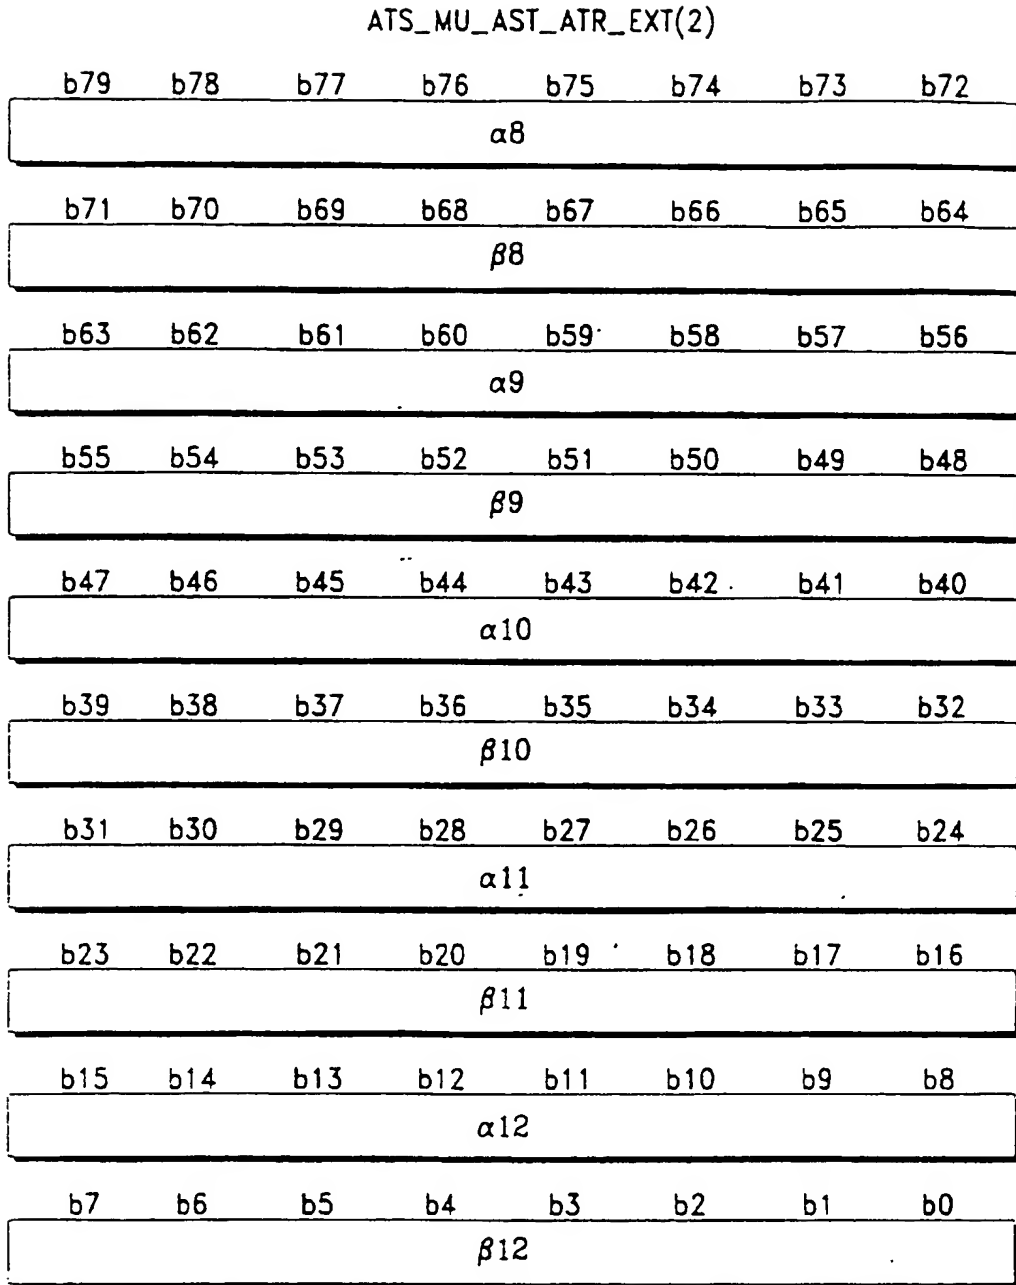 ATS_MU_AST_ATR_EXT(2)
b79 b78 b77 b76 b75 b74 b73 b72
α8
b71 b70 b69 b68 b67 b66 b65 b64
β8
b63 b62 b61 b60 b59 b58 b57 b56
α9
b55 b54 b53 b52 b51 b50 b49 b48
β9
b47 b46 b45 b44 b43 b42 b41 b40
α10
b39 b38 b37 b36 b35 b34 b33 b32
β10
b31 b30 b29 b28 b27 b26 b25 b24
α11
b23 b22 b21 b20 b19 b18 b17 b16
β11
b15 b14 b13 b12 b11 b10 b9 b8
α12
b7 b6 b5 b4 b3 b2 b1 b0
β12